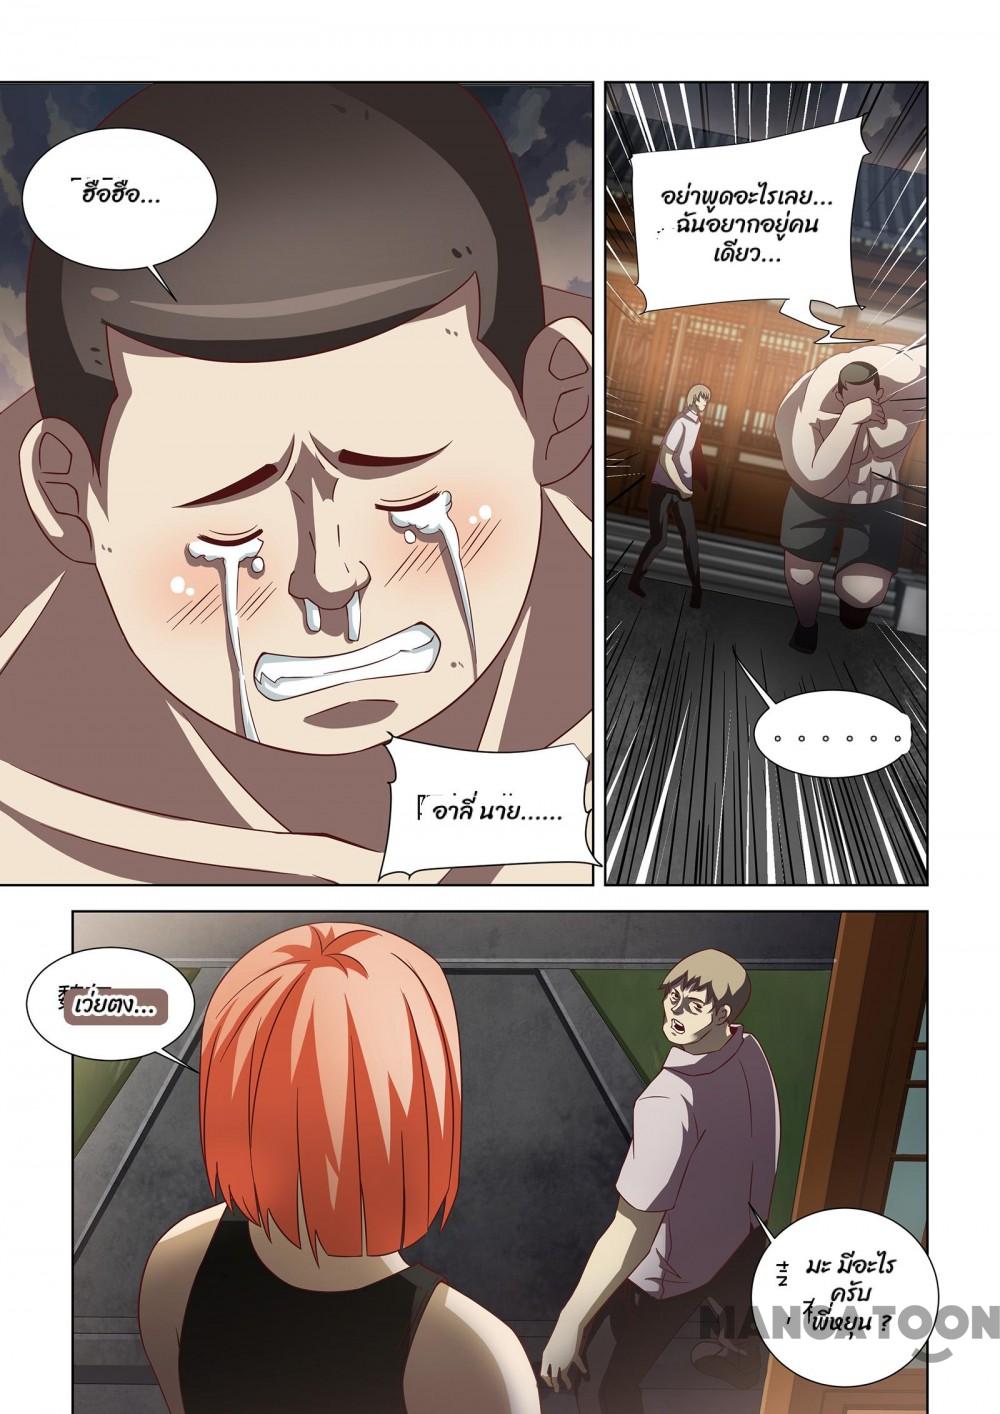 ฮือฮือ...
อาลี่ นาย......
อย่าพูดอะไรเลย...
ฉันอยากอยู่คน
เดียว...
。。。。。。
เว่ยตง...
มะ มีอะไร
ครับ
พี่หยุน ?
MANGATOON